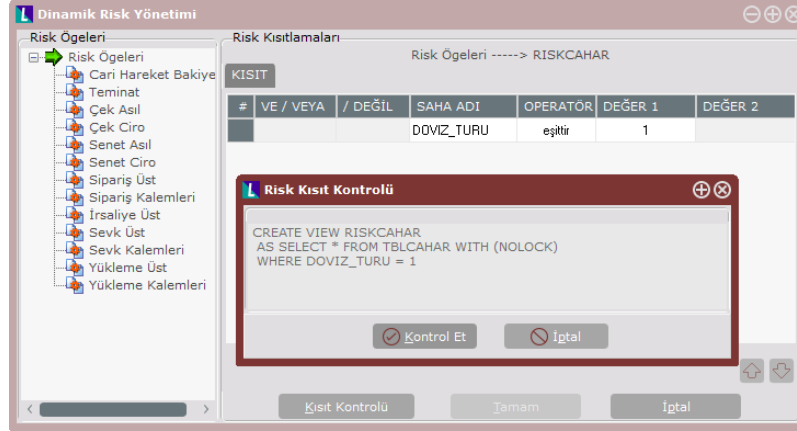 Dinamik Risk Yönetimi
Risk Ögeleri
Risk Ögeleri
Cari Hareket Bakiye
Teminat
Çek Asıl
Çek Ciro
Senet Asıl
Senet Ciro
Sipariş Üst
Sipariş Kalemleri
İrsaliye Üst
Sevk Üst
Sevk Kalemleri
Yükleme Üst
Yükleme Kalemleri
Risk Kısıtlamaları
Risk Ögeleri -----> RISKCAHAR
KISIT
# VE / VEYA / DEĞİL SAHA ADI OPERATÖR DEĞER 1 DEĞER 2
DOVIZ_TURU eşittir 1
Risk Kısıt Kontrolü
CREATE VIEW RISKCAHAR
AS SELECT * FROM TBLCAHAR WITH (NOLOCK)
WHERE DOVIZ_TURU = 1
Kontrol Et İptal
Kısıt Kontrolü Tamam İptal